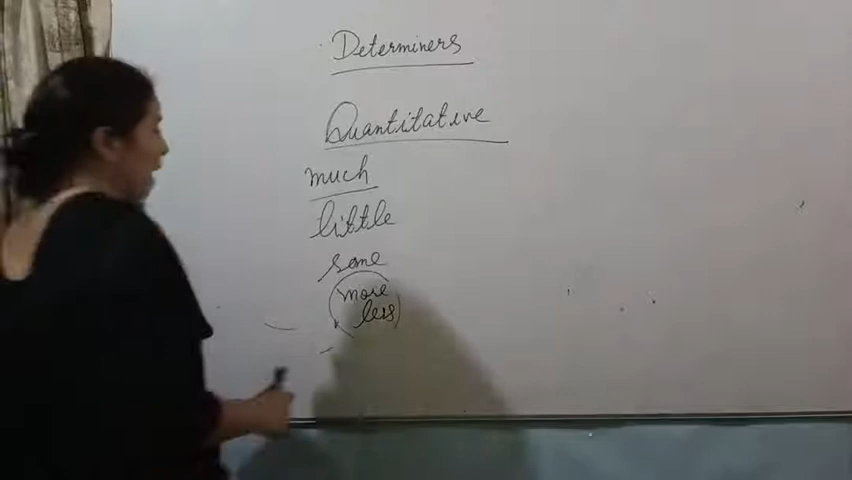 Determiners
Quantitative
much
little
some
more
less